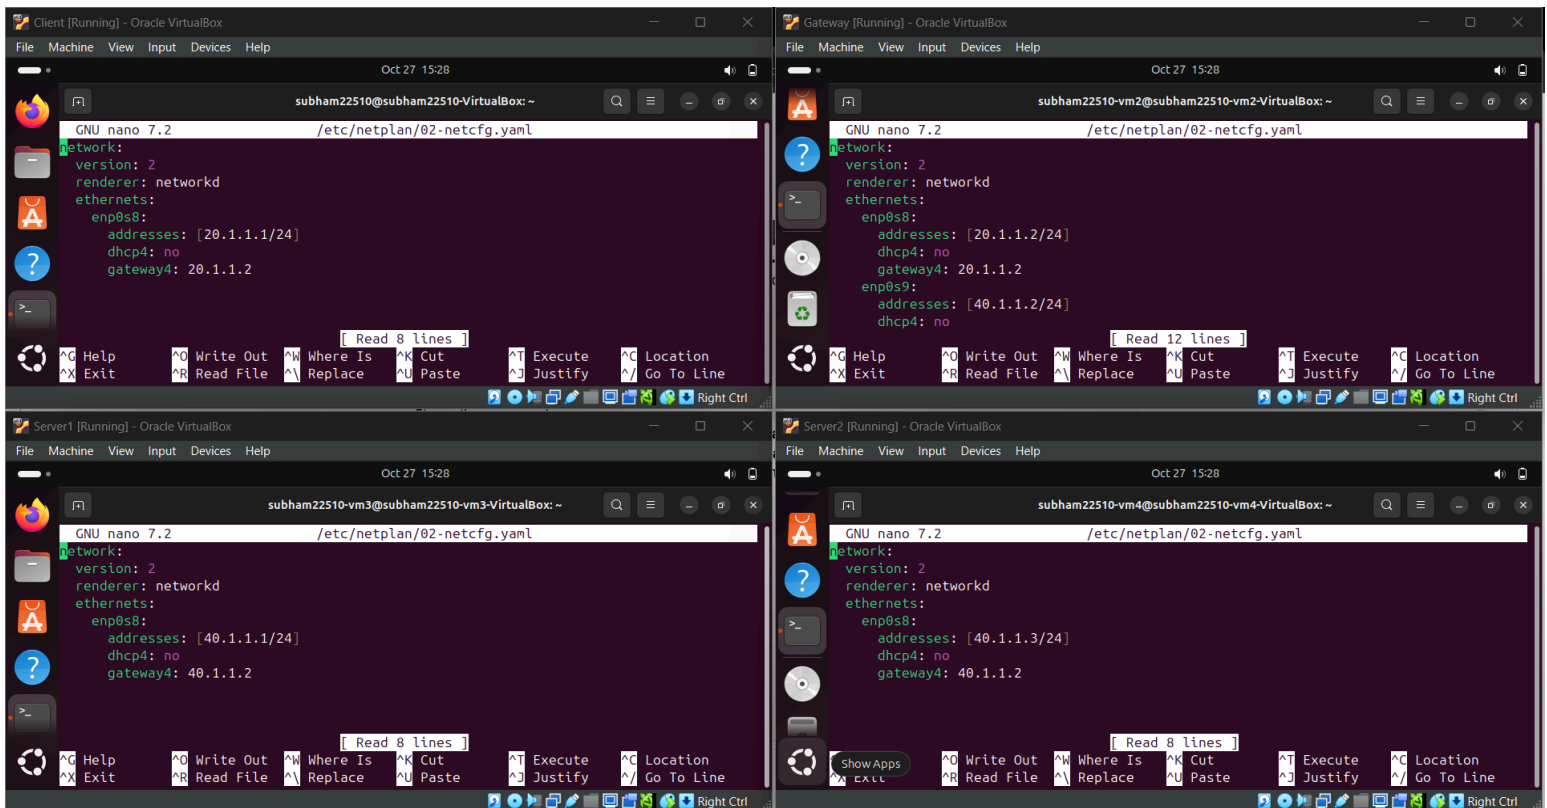 Client [Running] - Oracle VirtualBox
File Machine View Input Devices Help
Oct 27 15:28
subham22510@subham22510-VirtualBox: ~
GNU nano 7.2 /etc/netplan/02-netcfg.yaml
network:
version: 2
renderer: networkd
ethernets:
enp0s8:
addresses: [20.1.1.1/24]
dhcp4: no
gateway4: 20.1.1.2
[ Read 8 lines ]
^G Help ^O Write Out ^W Where Is ^K Cut ^T Execute ^C Location
^X Exit ^R Read File ^\ Replace ^U Paste ^J Justify ^/ Go To Line
Right Ctrl
Gateway [Running] - Oracle VirtualBox
File Machine View Input Devices Help
Oct 27 15:28
subham22510-vm2@subham22510-vm2-VirtualBox: ~
GNU nano 7.2 /etc/netplan/02-netcfg.yaml
network:
version: 2
renderer: networkd
ethernets:
enp0s8:
addresses: [20.1.1.2/24]
dhcp4: no
gateway4: 20.1.1.2
enp0s9:
addresses: [40.1.1.2/24]
dhcp4: no
[ Read 12 lines ]
^G Help ^O Write Out ^W Where Is ^K Cut ^T Execute ^C Location
^X Exit ^R Read File ^\ Replace ^U Paste ^J Justify ^/ Go To Line
Right Ctrl
Server1 [Running] - Oracle VirtualBox
File Machine View Input Devices Help
Oct 27 15:28
subham22510-vm3@subham22510-vm3-VirtualBox: ~
GNU nano 7.2 /etc/netplan/02-netcfg.yaml
network:
version: 2
renderer: networkd
ethernets:
enp0s8:
addresses: [40.1.1.1/24]
dhcp4: no
gateway4: 40.1.1.2
[ Read 8 lines ]
^G Help ^O Write Out ^W Where Is ^K Cut ^T Execute ^C Location
^X Exit ^R Read File ^\ Replace ^U Paste ^J Justify ^/ Go To Line
Right Ctrl
Server2 [Running] - Oracle VirtualBox
File Machine View Input Devices Help
Oct 27 15:28
subham22510-vm4@subham22510-vm4-VirtualBox: ~
GNU nano 7.2 /etc/netplan/02-netcfg.yaml
network:
version: 2
renderer: networkd
ethernets:
enp0s8:
addresses: [40.1.1.3/24]
dhcp4: no
gateway4: 40.1.1.2
[ Read 8 lines ]
Show Apps ^O Write Out ^W Where Is ^K Cut ^T Execute ^C Location
^X Exit ^R Read File ^\ Replace ^U Paste ^J Justify ^/ Go To Line
Right Ctrl